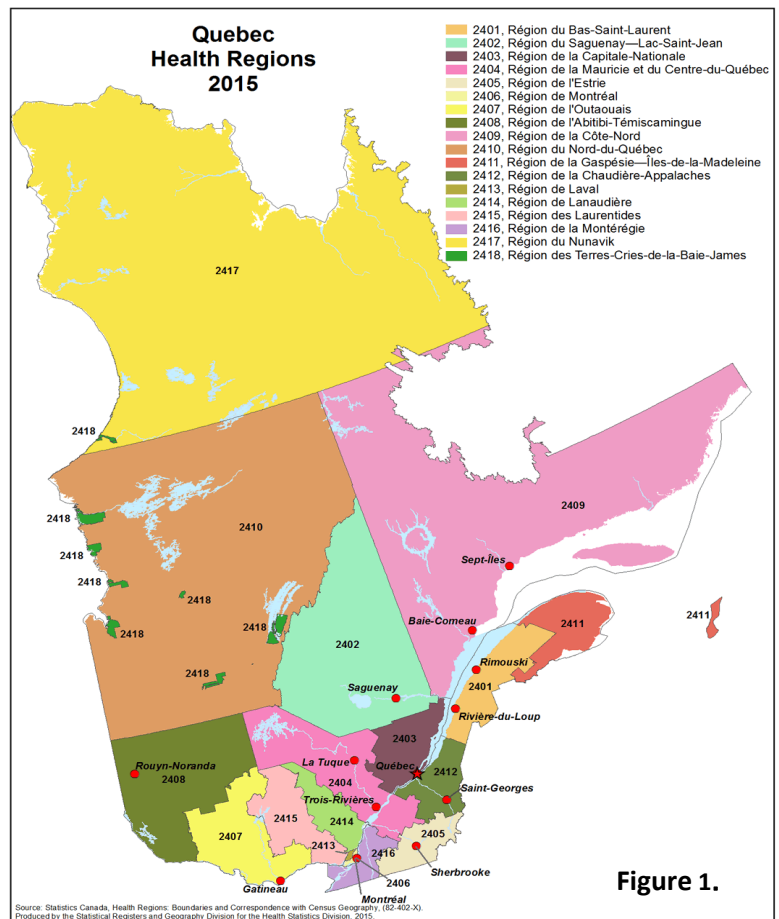 Quebec
Health Regions
2015
2401, Région du Bas-Saint-Laurent
2402, Région du Saguenay—Lac-Saint-Jean
2403, Région de la Capitale-Nationale
2404, Région de la Mauricie et du Centre-du-Québec
2405, Région de l'Estrie
2406, Région de Montréal
2407, Région de l'Outaouais
2408, Région de l'Abitibi-Témiscamingue
2409, Région de la Côte-Nord
2410, Région du Nord-du-Québec
2411, Région de la Gaspésie—Îles-de-la-Madeleine
2412, Région de la Chaudière-Appalaches
2413, Région de Laval
2414, Région de Lanaudière
2415, Région des Laurentides
2416, Région de la Montérégie
2417, Région du Nunavik
2418, Région des Terres-Cries-de-la-Baie-James
2417
2418
2409
2418
2410
2418
Sept-Îles
2418
2418
2418
2418
Baie-Comeau
2411
2411
2402
Rimouski
2418
2401
Saguenay
Rivière-du-Loup
2403
La Tuque
Québec
Rouyn-Noranda
2408
2404
2412
Saint-Georges
Trois-Rivières
2415
2414
2407
2405
2413
2416
Sherbrooke
2406
Gatineau
Montréal
Figure 1.
Source: Statistics Canada, Health Regions: Boundaries and Correspondence with Census Geography, (82-402-X).
Produced by the Statistical Registers and Geography Division for the Health Statistics Division, 2015.